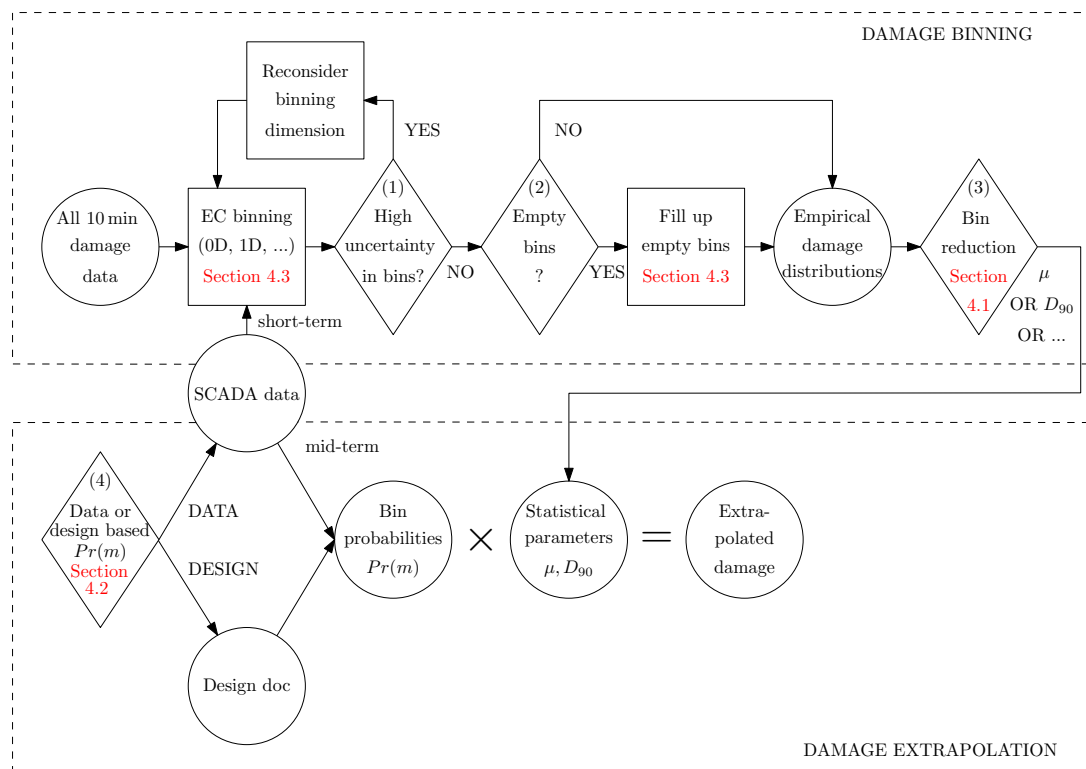 DAMAGE BINNING
Reconsider
binning
dimension
YES
NO
All 10 min
damage
data
EC binning
(0D, 1D, ...)
Section 4.3
(1)
High
uncertainty
in bins?
NO
(2)
Empty
bins
?
YES
Fill up
empty bins
Section 4.3
Empirical
damage
distributions
(3)
Bin
reduction
Section
4.1
μ
OR D₉₀
OR ...
short-term
SCADA data
mid-term
(4)
Data or
design based
Pr(m)
Section
4.2
DATA
DESIGN
Bin
probabilities
Pr(m)
×
Statistical
parameters
μ, D₉₀
=
Extra-
polated
damage
Design doc
DAMAGE EXTRAPOLATION